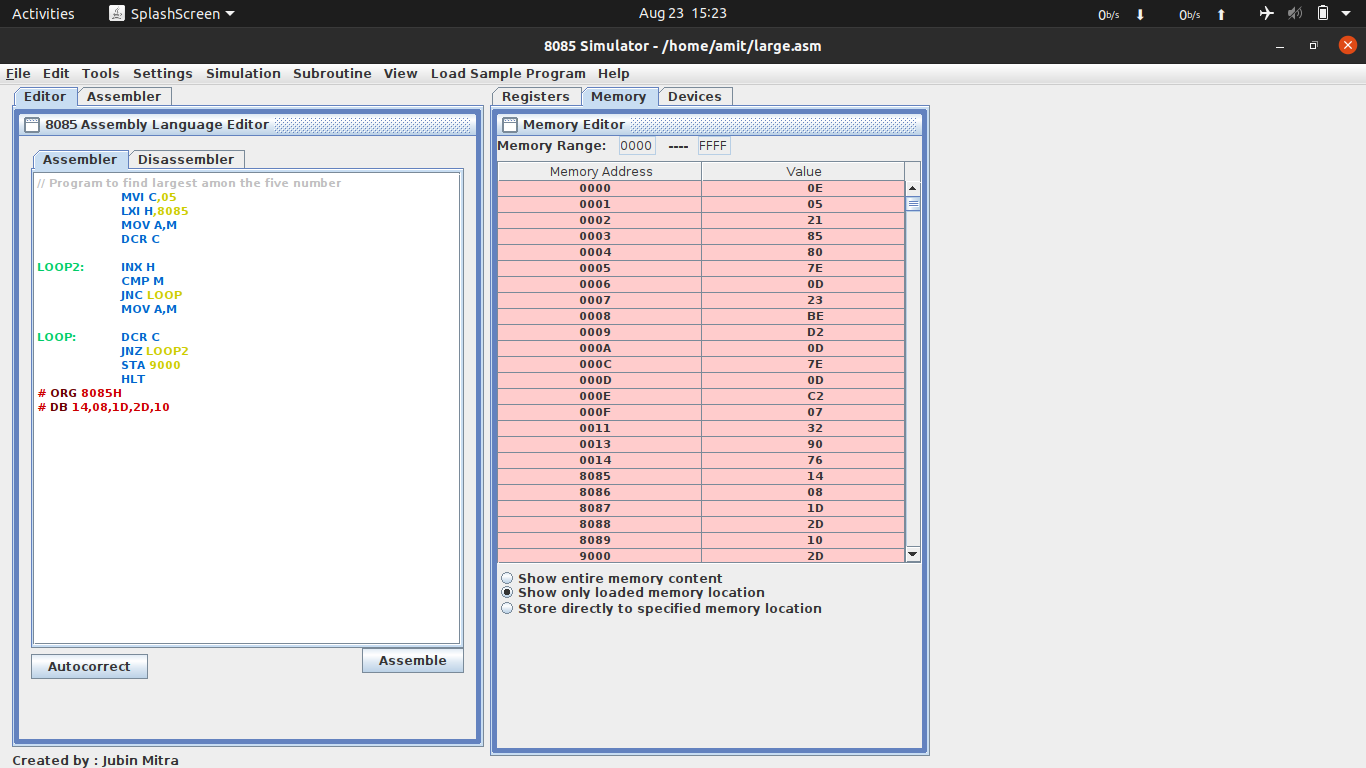 Activities SplashScreen Aug 23 15:23 0b/s 0b/s
8085 Simulator - /home/amit/large.asm
File Edit Tools Settings Simulation Subroutine View Load Sample Program Help
Editor Assembler
8085 Assembly Language Editor
Assembler Disassembler
// Program to find largest amon the five number
MVI C,05
LXI H,8085
MOV A,M
DCR C
LOOP2: INX H
CMP M
JNC LOOP
MOV A,M
LOOP: DCR C
JNZ LOOP2
STA 9000
HLT
# ORG 8085H
# DB 14,08,1D,2D,10
Autocorrect Assemble
Created by : Jubin Mitra
Registers Memory Devices
Memory Editor
Memory Range: 0000 ---- FFFF
Memory Address Value
0000 0E
0001 05
0002 21
0003 85
0004 80
0005 7E
0006 0D
0007 23
0008 BE
0009 D2
000A 0D
000C 7E
000D 0D
000E C2
000F 07
0011 32
0013 90
0014 76
8085 14
8086 08
8087 1D
8088 2D
8089 10
9000 2D
Show entire memory content
Show only loaded memory location
Store directly to specified memory location